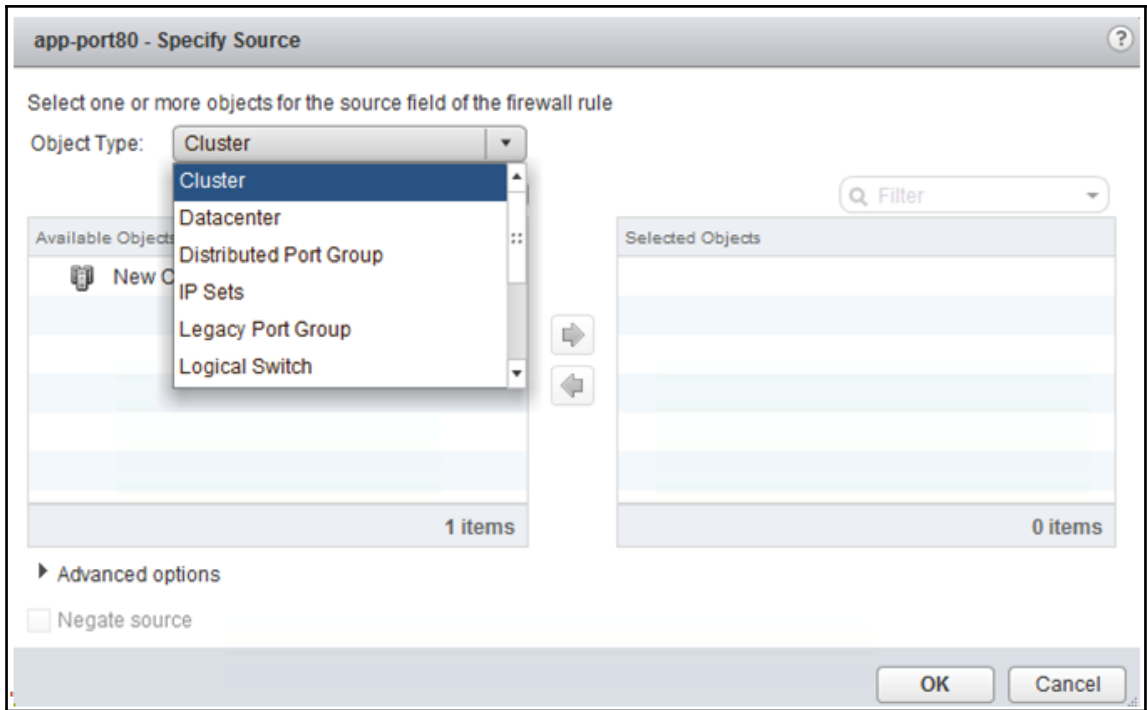 app-port80 - Specify Source
?
Select one or more objects for the source field of the firewall rule
Object Type: Cluster
Cluster
Datacenter
Distributed Port Group
IP Sets
Legacy Port Group
Logical Switch
Filter
Available Objects
Selected Objects
New C
1 items
0 items
Advanced options
Negate source
OK
Cancel